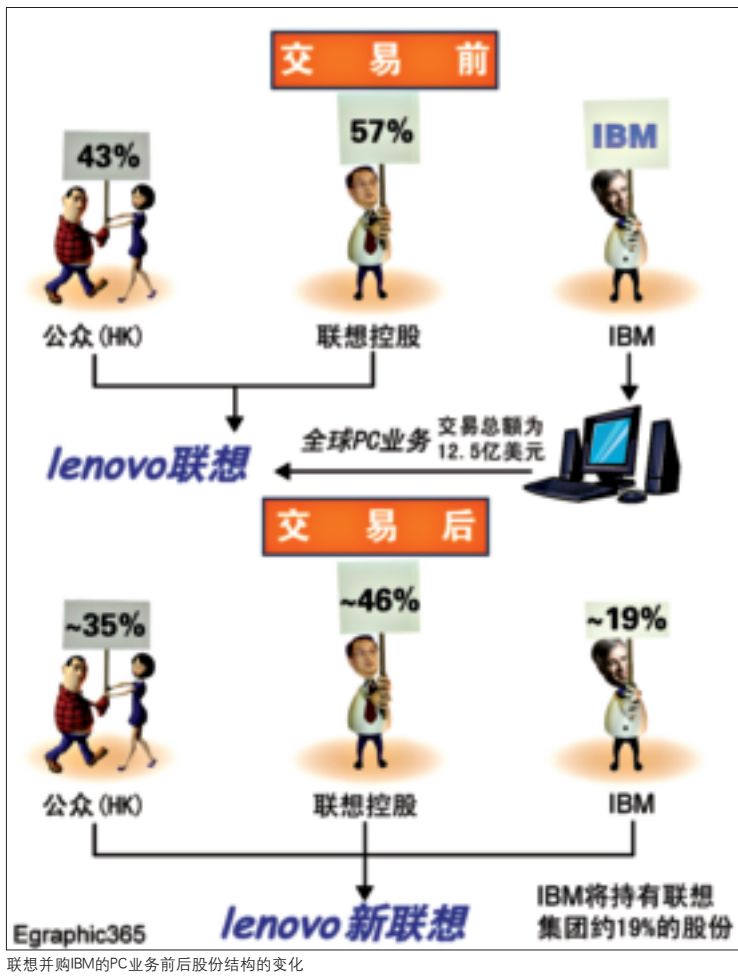 交易前
43%
57%
IBM
公众(HK)
联想控股
IBM
lenovo联想
全球PC业务
交易总额为
12.5亿美元
交易后
~35%
~46%
~19%
公众(HK)
联想控股
IBM
lenovo新联想
IBM将持有联想
集团约19%的股份
Egraphic365
联想并购IBM的PC业务前后股份结构的变化